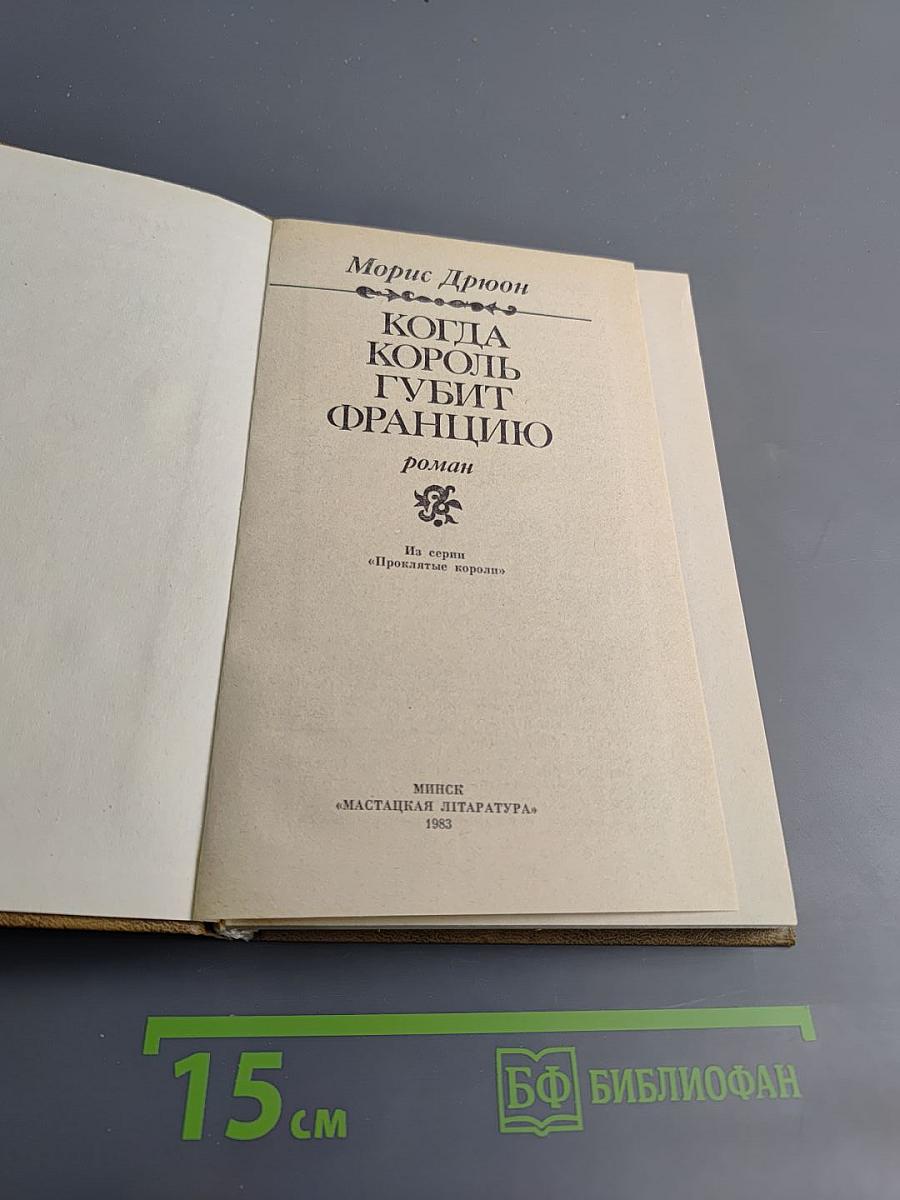 Морис Дрюон
КОГДА
КОРОЛЬ
ГУБИТ
ФРАНЦИЮ
роман
Из серии
«Проклятые короли»
МИНСК
«МАСТАЦКАЯ ЛІТАРАТУРА»
1983
15 см
БФ БИБЛИОФАН